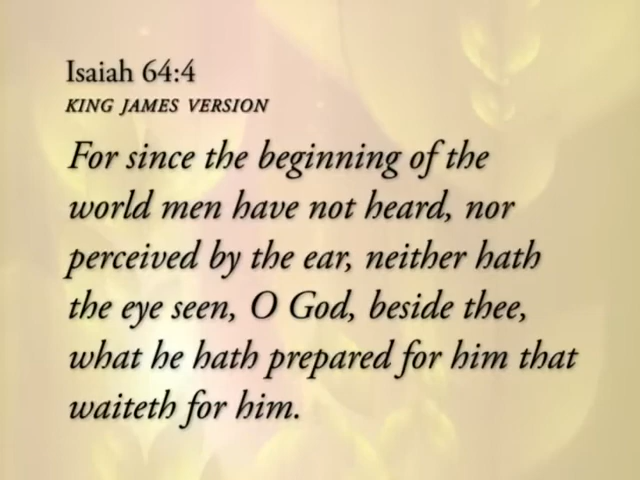 Isaiah 64:4
KING JAMES VERSION
For since the beginning of the
world men have not heard, nor
perceived by the ear, neither hath
the eye seen, O God, beside thee,
what he hath prepared for him that
waiteth for him.